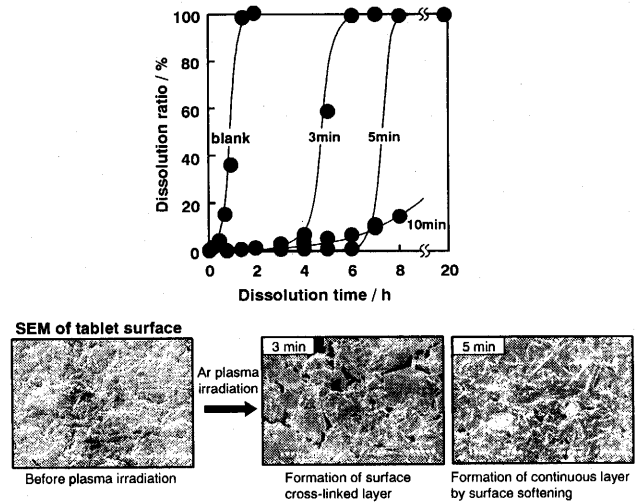 100
80
60
40
20
0
Dissolution ratio / %
blank
3min
5min
10min
0 2 4 6 8 20
Dissolution time / h
SEM of tablet surface
Ar plasma
irradiation
3 min
5 min
Before plasma irradiation
Formation of surface
cross-linked layer
Formation of continuous layer
by surface softening